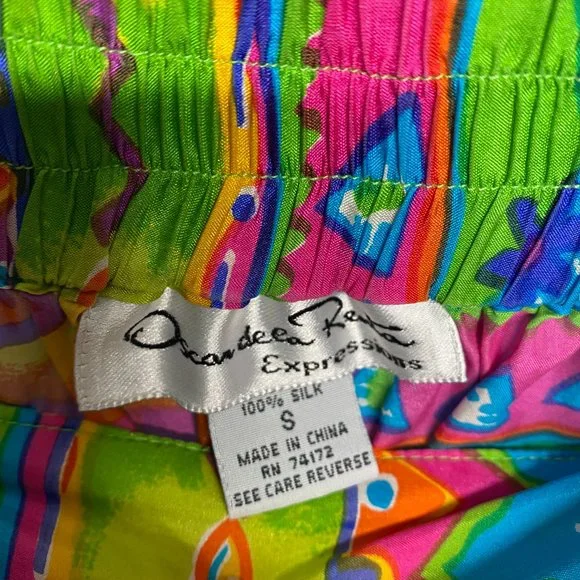 Oscar de la Renta
Expressions
100% SILK
S
MADE IN CHINA
RN 74172
SEE CARE REVERSE